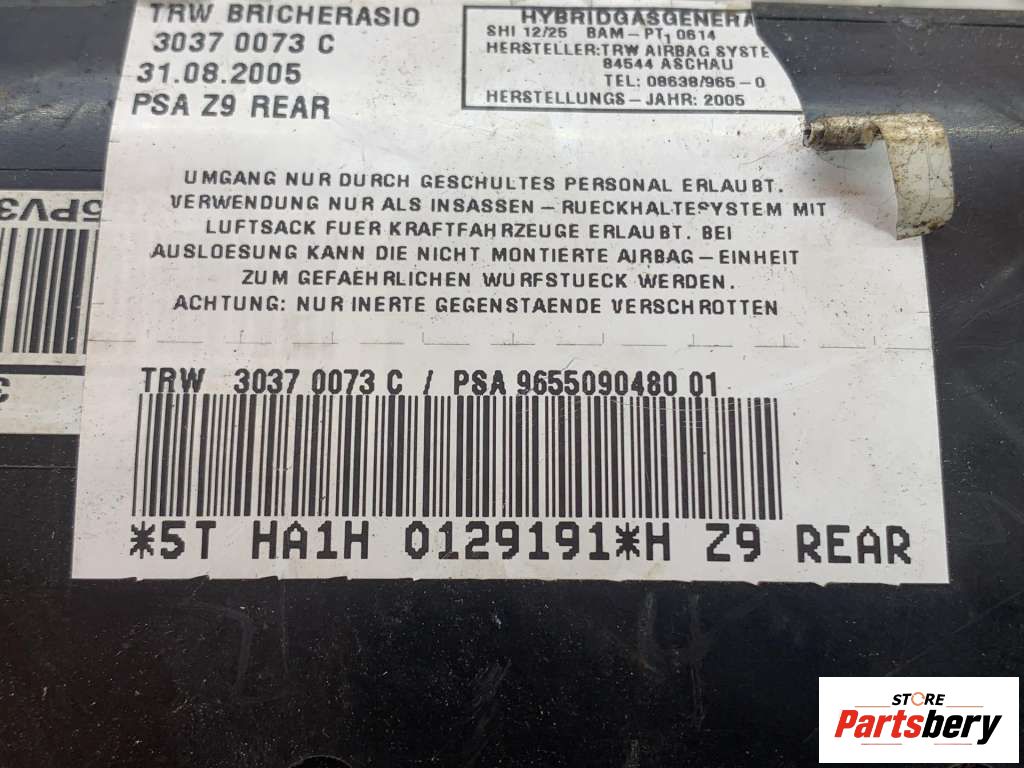 TRW BRICHERASIO
3037 0073 C
31.08.2005
PSA Z9 REAR
HYBRIDGASGENERA
SHI 12/25 BAM-PT₁ 0614
HERSTELLER:TRW AIRBAG SYSTE
84544 ASCHAU
TEL: 08638/965-0
HERSTELLUNGS-JAHR: 2005
5PV3
UMGANG NUR DURCH GESCHULTES PERSONAL ERLAUBT.
VERWENDUNG NUR ALS INSASSEN-RUECKHALTESYSTEM MIT
LUFTSACK FUER KRAFTFAHRZEUGE ERLAUBT. BEI
AUSLOESUNG KANN DIE NICHT MONTIERTE AIRBAG-EINHEIT
ZUM GEFAEHRLICHEN WURFSTUECK WERDEN.
ACHTUNG: NUR INERTE GEGENSTAENDE VERSCHROTTEN
3
TRW 3037 0073 C / PSA 9655090480 01
*5T HA1H 0129191*H Z9 REAR
STORE
Partsbery